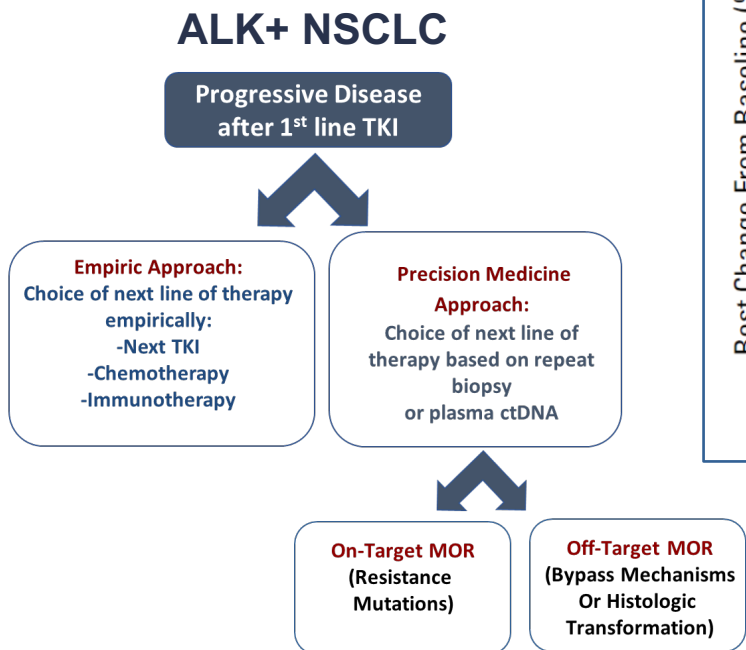 ALK+ NSCLC
Progressive Disease
after 1st line TKI
Empiric Approach:
Choice of next line of therapy
empirically:
-Next TKI
-Chemotherapy
-Immunotherapy
Precision Medicine
Approach:
Choice of next line of
therapy based on repeat
biopsy
or plasma ctDNA
On-Target MOR
(Resistance
Mutations)
Off-Target MOR
(Bypass Mechanisms
Or Histologic
Transformation)
Best Change From Baseline (